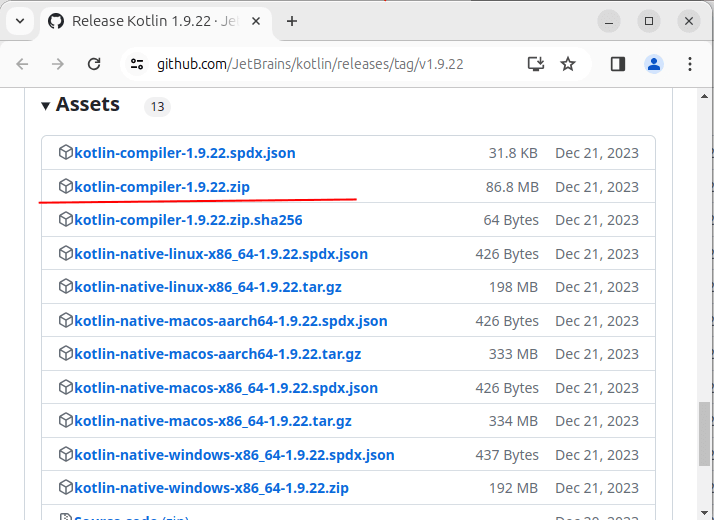 Release Kotlin 1.9.22 · Jet
github.com/JetBrains/kotlin/releases/tag/v1.9.22
Assets 13
kotlin-compiler-1.9.22.spdx.json 31.8 KB Dec 21, 2023
kotlin-compiler-1.9.22.zip 86.8 MB Dec 21, 2023
kotlin-compiler-1.9.22.zip.sha256 64 Bytes Dec 21, 2023
kotlin-native-linux-x86_64-1.9.22.spdx.json 426 Bytes Dec 21, 2023
kotlin-native-linux-x86_64-1.9.22.tar.gz 198 MB Dec 21, 2023
kotlin-native-macos-aarch64-1.9.22.spdx.json 426 Bytes Dec 21, 2023
kotlin-native-macos-aarch64-1.9.22.tar.gz 333 MB Dec 21, 2023
kotlin-native-macos-x86_64-1.9.22.spdx.json 426 Bytes Dec 21, 2023
kotlin-native-macos-x86_64-1.9.22.tar.gz 334 MB Dec 21, 2023
kotlin-native-windows-x86_64-1.9.22.spdx.json 437 Bytes Dec 21, 2023
kotlin-native-windows-x86_64-1.9.22.zip 192 MB Dec 21, 2023
Source code (zip) Dec 20, 2023